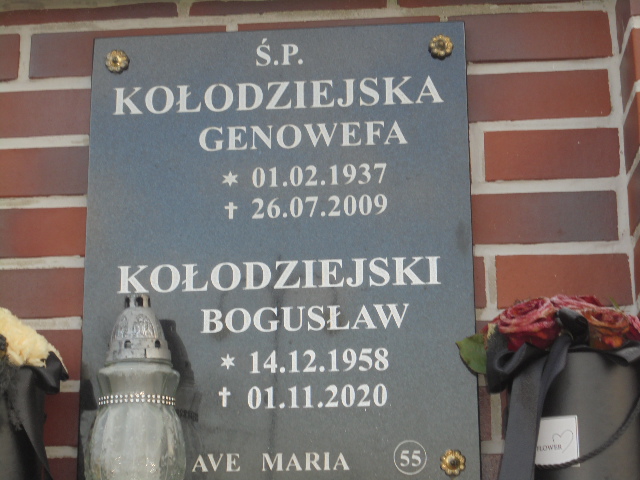 Ś.P.
KOŁODZIEJSKA
GENOWEFA
* 01.02.1937
✝ 26.07.2009
KOŁODZIEJSKI
BOGUSŁAW
* 14.12.1958
✝ 01.11.2020
AVE MARIA 55